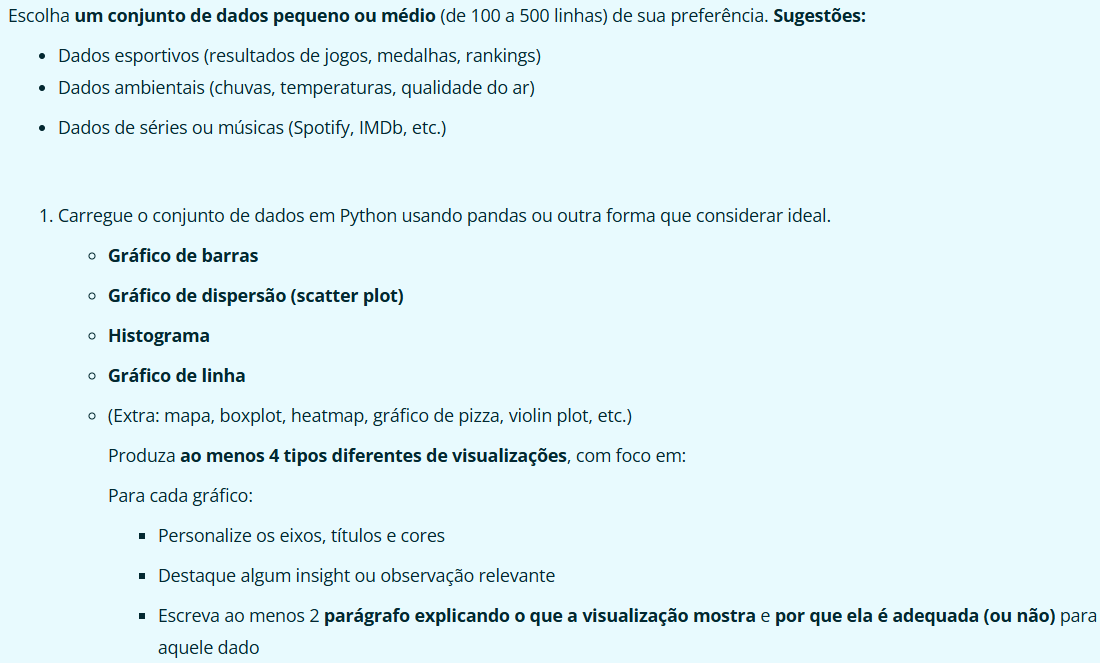 Escolha um conjunto de dados pequeno ou médio (de 100 a 500 linhas) de sua preferência. Sugestões:
Dados esportivos (resultados de jogos, medalhas, rankings)
Dados ambientais (chuvas, temperaturas, qualidade do ar)
Dados de séries ou músicas (Spotify, IMDb, etc.)
1. Carregue o conjunto de dados em Python usando pandas ou outra forma que considerar ideal.
Gráfico de barras
Gráfico de dispersão (scatter plot)
Histograma
Gráfico de linha
(Extra: mapa, boxplot, heatmap, gráfico de pizza, violin plot, etc.)
Produza ao menos 4 tipos diferentes de visualizações, com foco em:
Para cada gráfico:
Personalize os eixos, títulos e cores
Destaque algum insight ou observação relevante
Escreva ao menos 2 parágrafo explicando o que a visualização mostra e por que ela é adequada (ou não) para
aquele dado